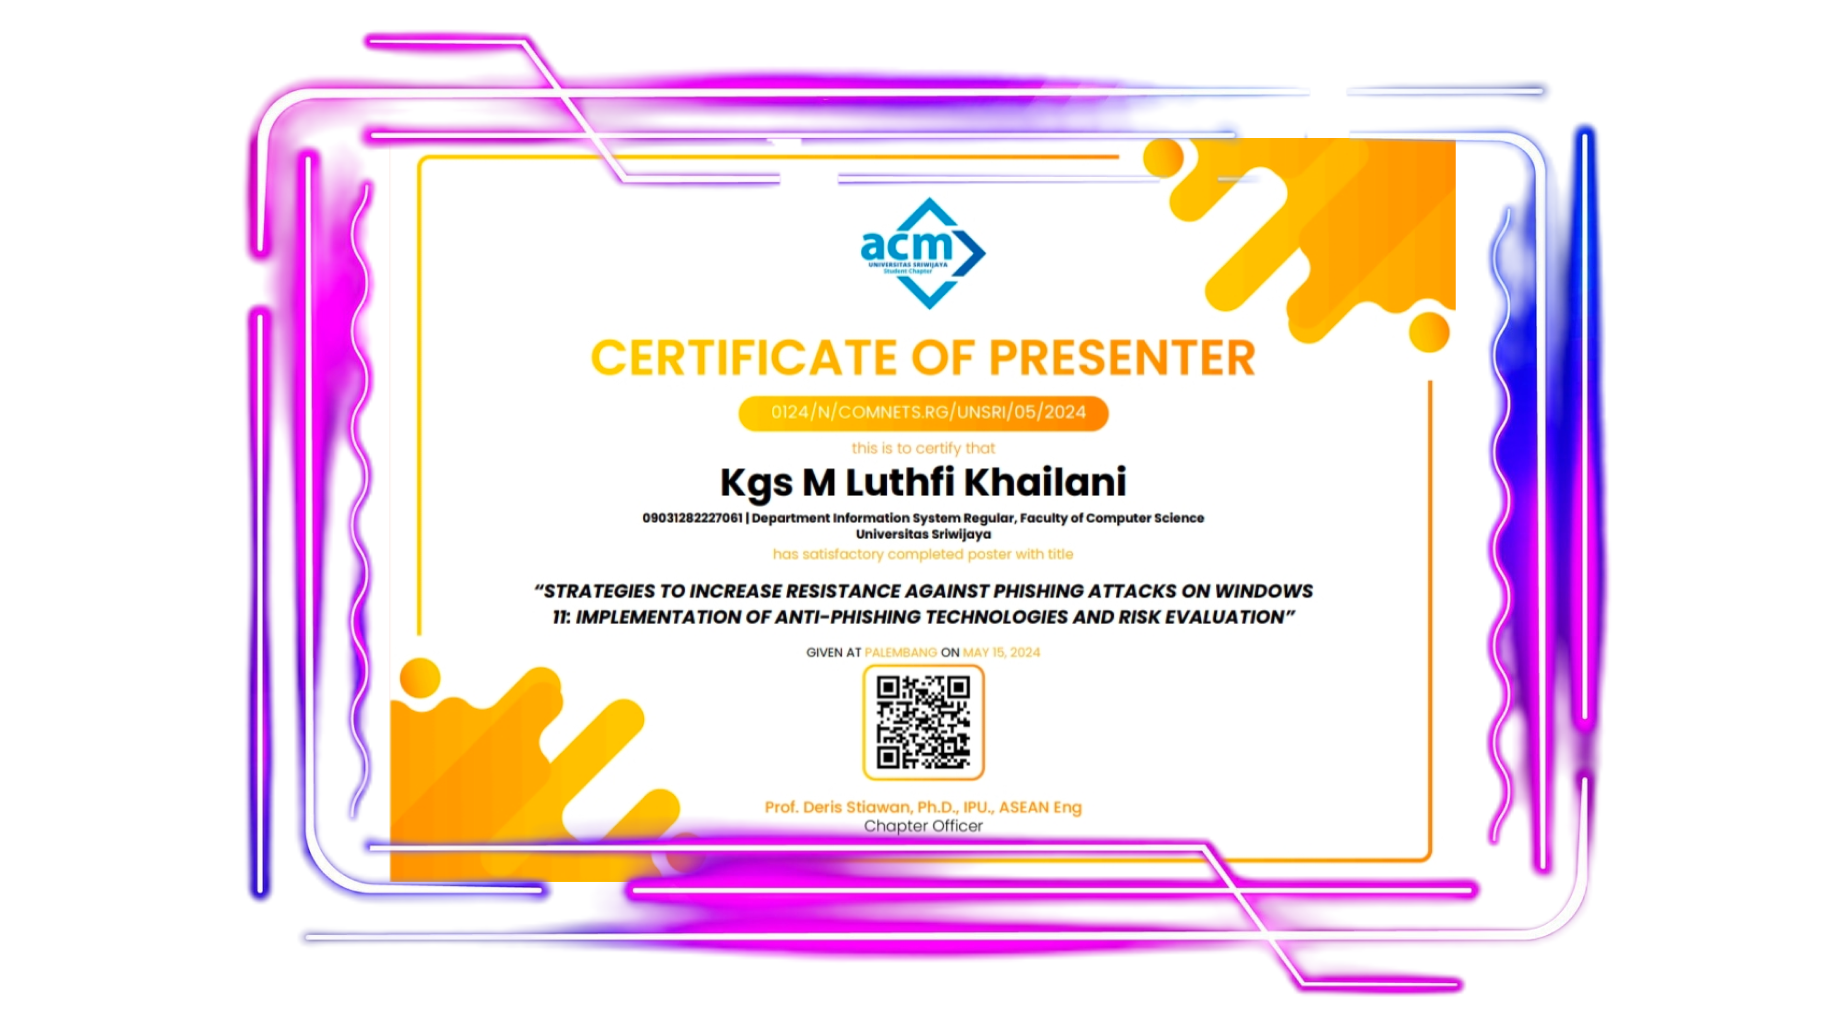 acm
UNIVERSITAS SRIWIJAYA
Student Chapter
CERTIFICATE OF PRESENTER
0124/N/COMNETS.RG/UNSRI/05/2024
this is to certify that
Kgs M Luthfi Khailani
09031282227061 | Department Information System Regular, Faculty of Computer Science
Universitas Sriwijaya
has satisfactory completed poster with title
“STRATEGIES TO INCREASE RESISTANCE AGAINST PHISHING ATTACKS ON WINDOWS
11: IMPLEMENTATION OF ANTI-PHISHING TECHNOLOGIES AND RISK EVALUATION”
GIVEN AT PALEMBANG ON MAY 15, 2024
Prof. Deris Stiawan, Ph.D., IPU., ASEAN Eng
Chapter Officer